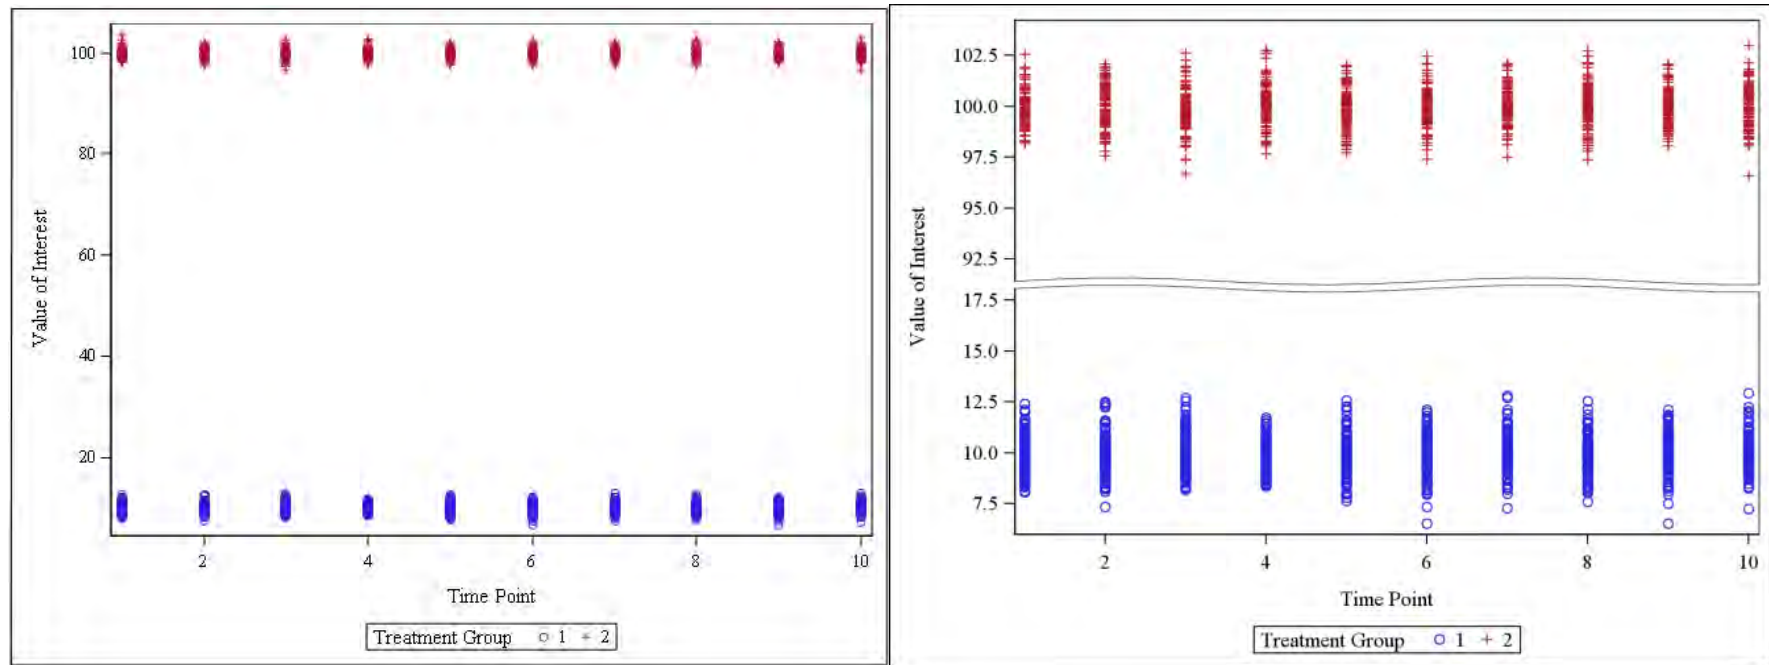 100
80
60
40
20
Value of Interest
2 4 6 8 10
Time Point
Treatment Group 1 2
102.5
100.0
97.5
95.0
92.5
17.5
15.0
12.5
10.0
7.5
Value of Interest
2 4 6 8 10
Time Point
Treatment Group 1 2